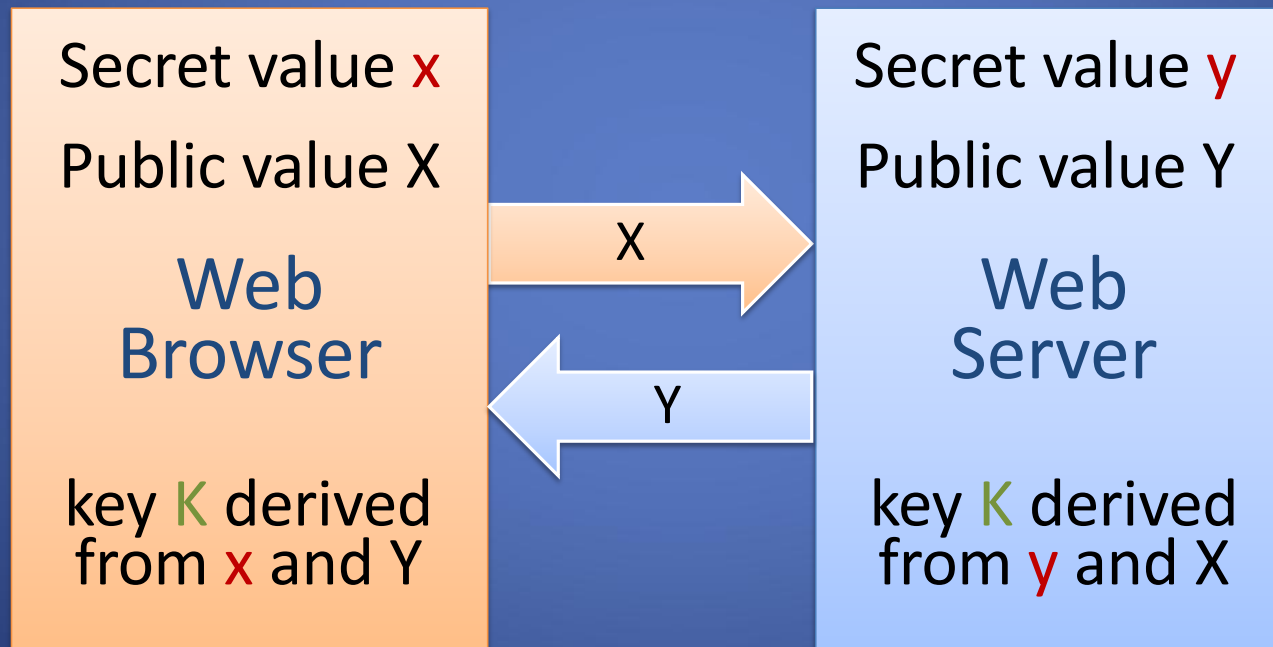 Secret value x
Public value X
Web
Browser
key K derived
from x and Y
X
Y
Secret value y
Public value Y
Web
Server
key K derived
from y and X